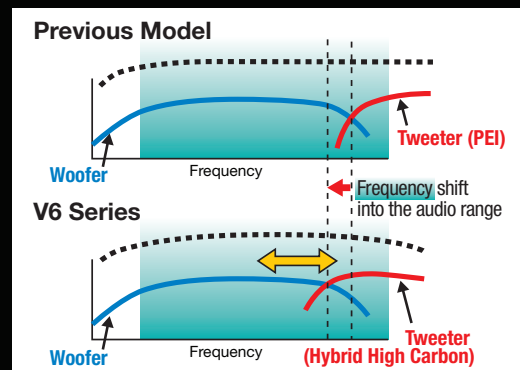 Previous Model
Tweeter (PEI)
Woofer
Frequency
Frequency shift
into the audio range
V6 Series
Woofer
Frequency
Tweeter
(Hybrid High Carbon)